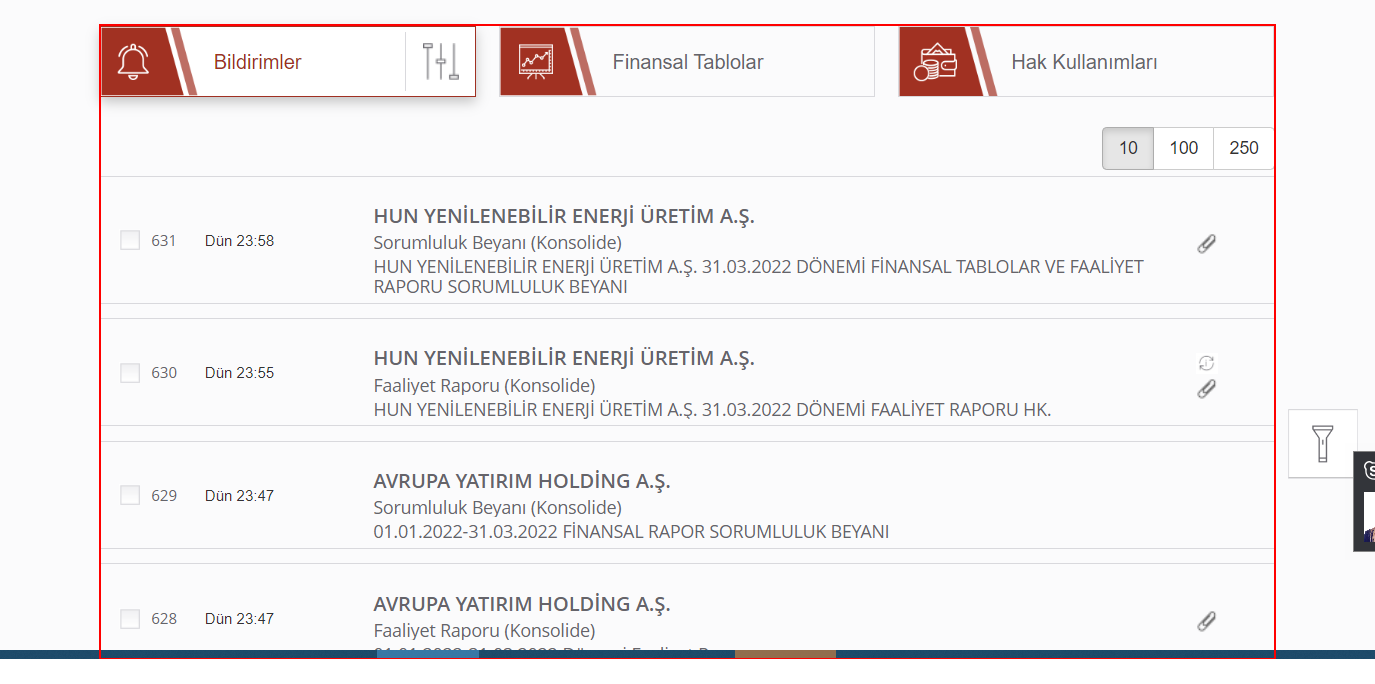 Bildirimler
Finansal Tablolar
Hak Kullanımları
10 100 250
HUN YENİLENEBİLİR ENERJİ ÜRETİM A.Ş.
631 Dün 23:58 Sorumluluk Beyanı (Konsolide)
HUN YENİLENEBİLİR ENERJİ ÜRETİM A.Ş. 31.03.2022 DÖNEMİ FİNANSAL TABLOLAR VE FAALİYET
RAPORU SORUMLULUK BEYANI
HUN YENİLENEBİLİR ENERJİ ÜRETİM A.Ş.
630 Dün 23:55 Faaliyet Raporu (Konsolide)
HUN YENİLENEBİLİR ENERJİ ÜRETİM A.Ş. 31.03.2022 DÖNEMİ FAALİYET RAPORU HK.
AVRUPA YATIRIM HOLDİNG A.Ş.
629 Dün 23:47 Sorumluluk Beyanı (Konsolide)
01.01.2022-31.03.2022 FİNANSAL RAPOR SORUMLULUK BEYANI
AVRUPA YATIRIM HOLDİNG A.Ş.
628 Dün 23:47 Faaliyet Raporu (Konsolide)